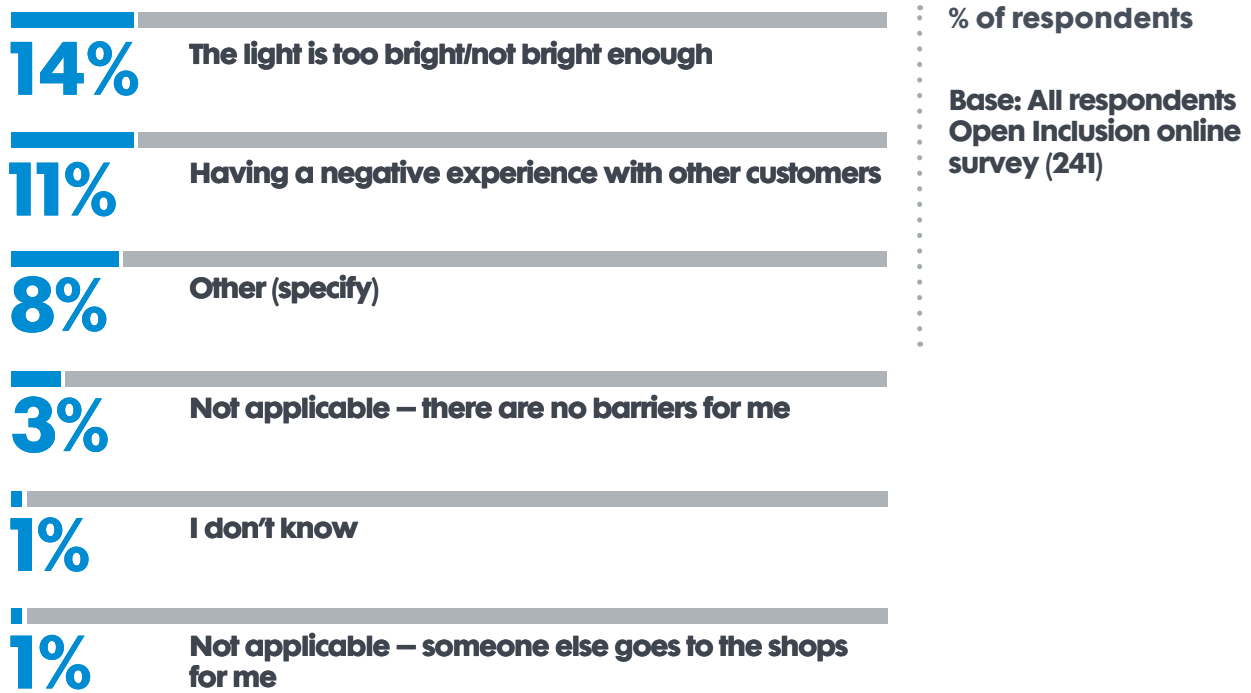 14%
The light is too bright/not bright enough
11%
Having a negative experience with other customers
8%
Other (specify)
3%
Not applicable – there are no barriers for me
1%
I don’t know
1%
Not applicable – someone else goes to the shops
for me
% of respondents
Base: All respondents
Open Inclusion online
survey (241)